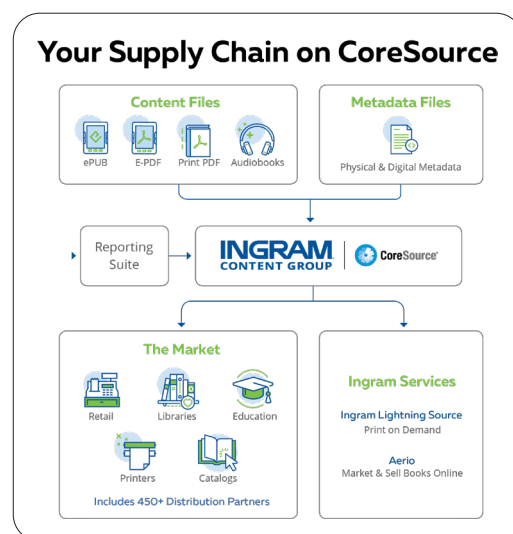 Your Supply Chain on CoreSource
Content Files
ePUB
E-PDF
Print PDF
Audiobooks
Metadata Files
Physical & Digital Metadata
Reporting
Suite
INGRAM
CONTENT GROUP
CoreSource
The Market
Retail
Libraries
Education
Printers
Catalogs
Includes 450+ Distribution Partners
Ingram Services
Ingram Lightning Source
Print on Demand
Aerio
Market & Sell Books Online